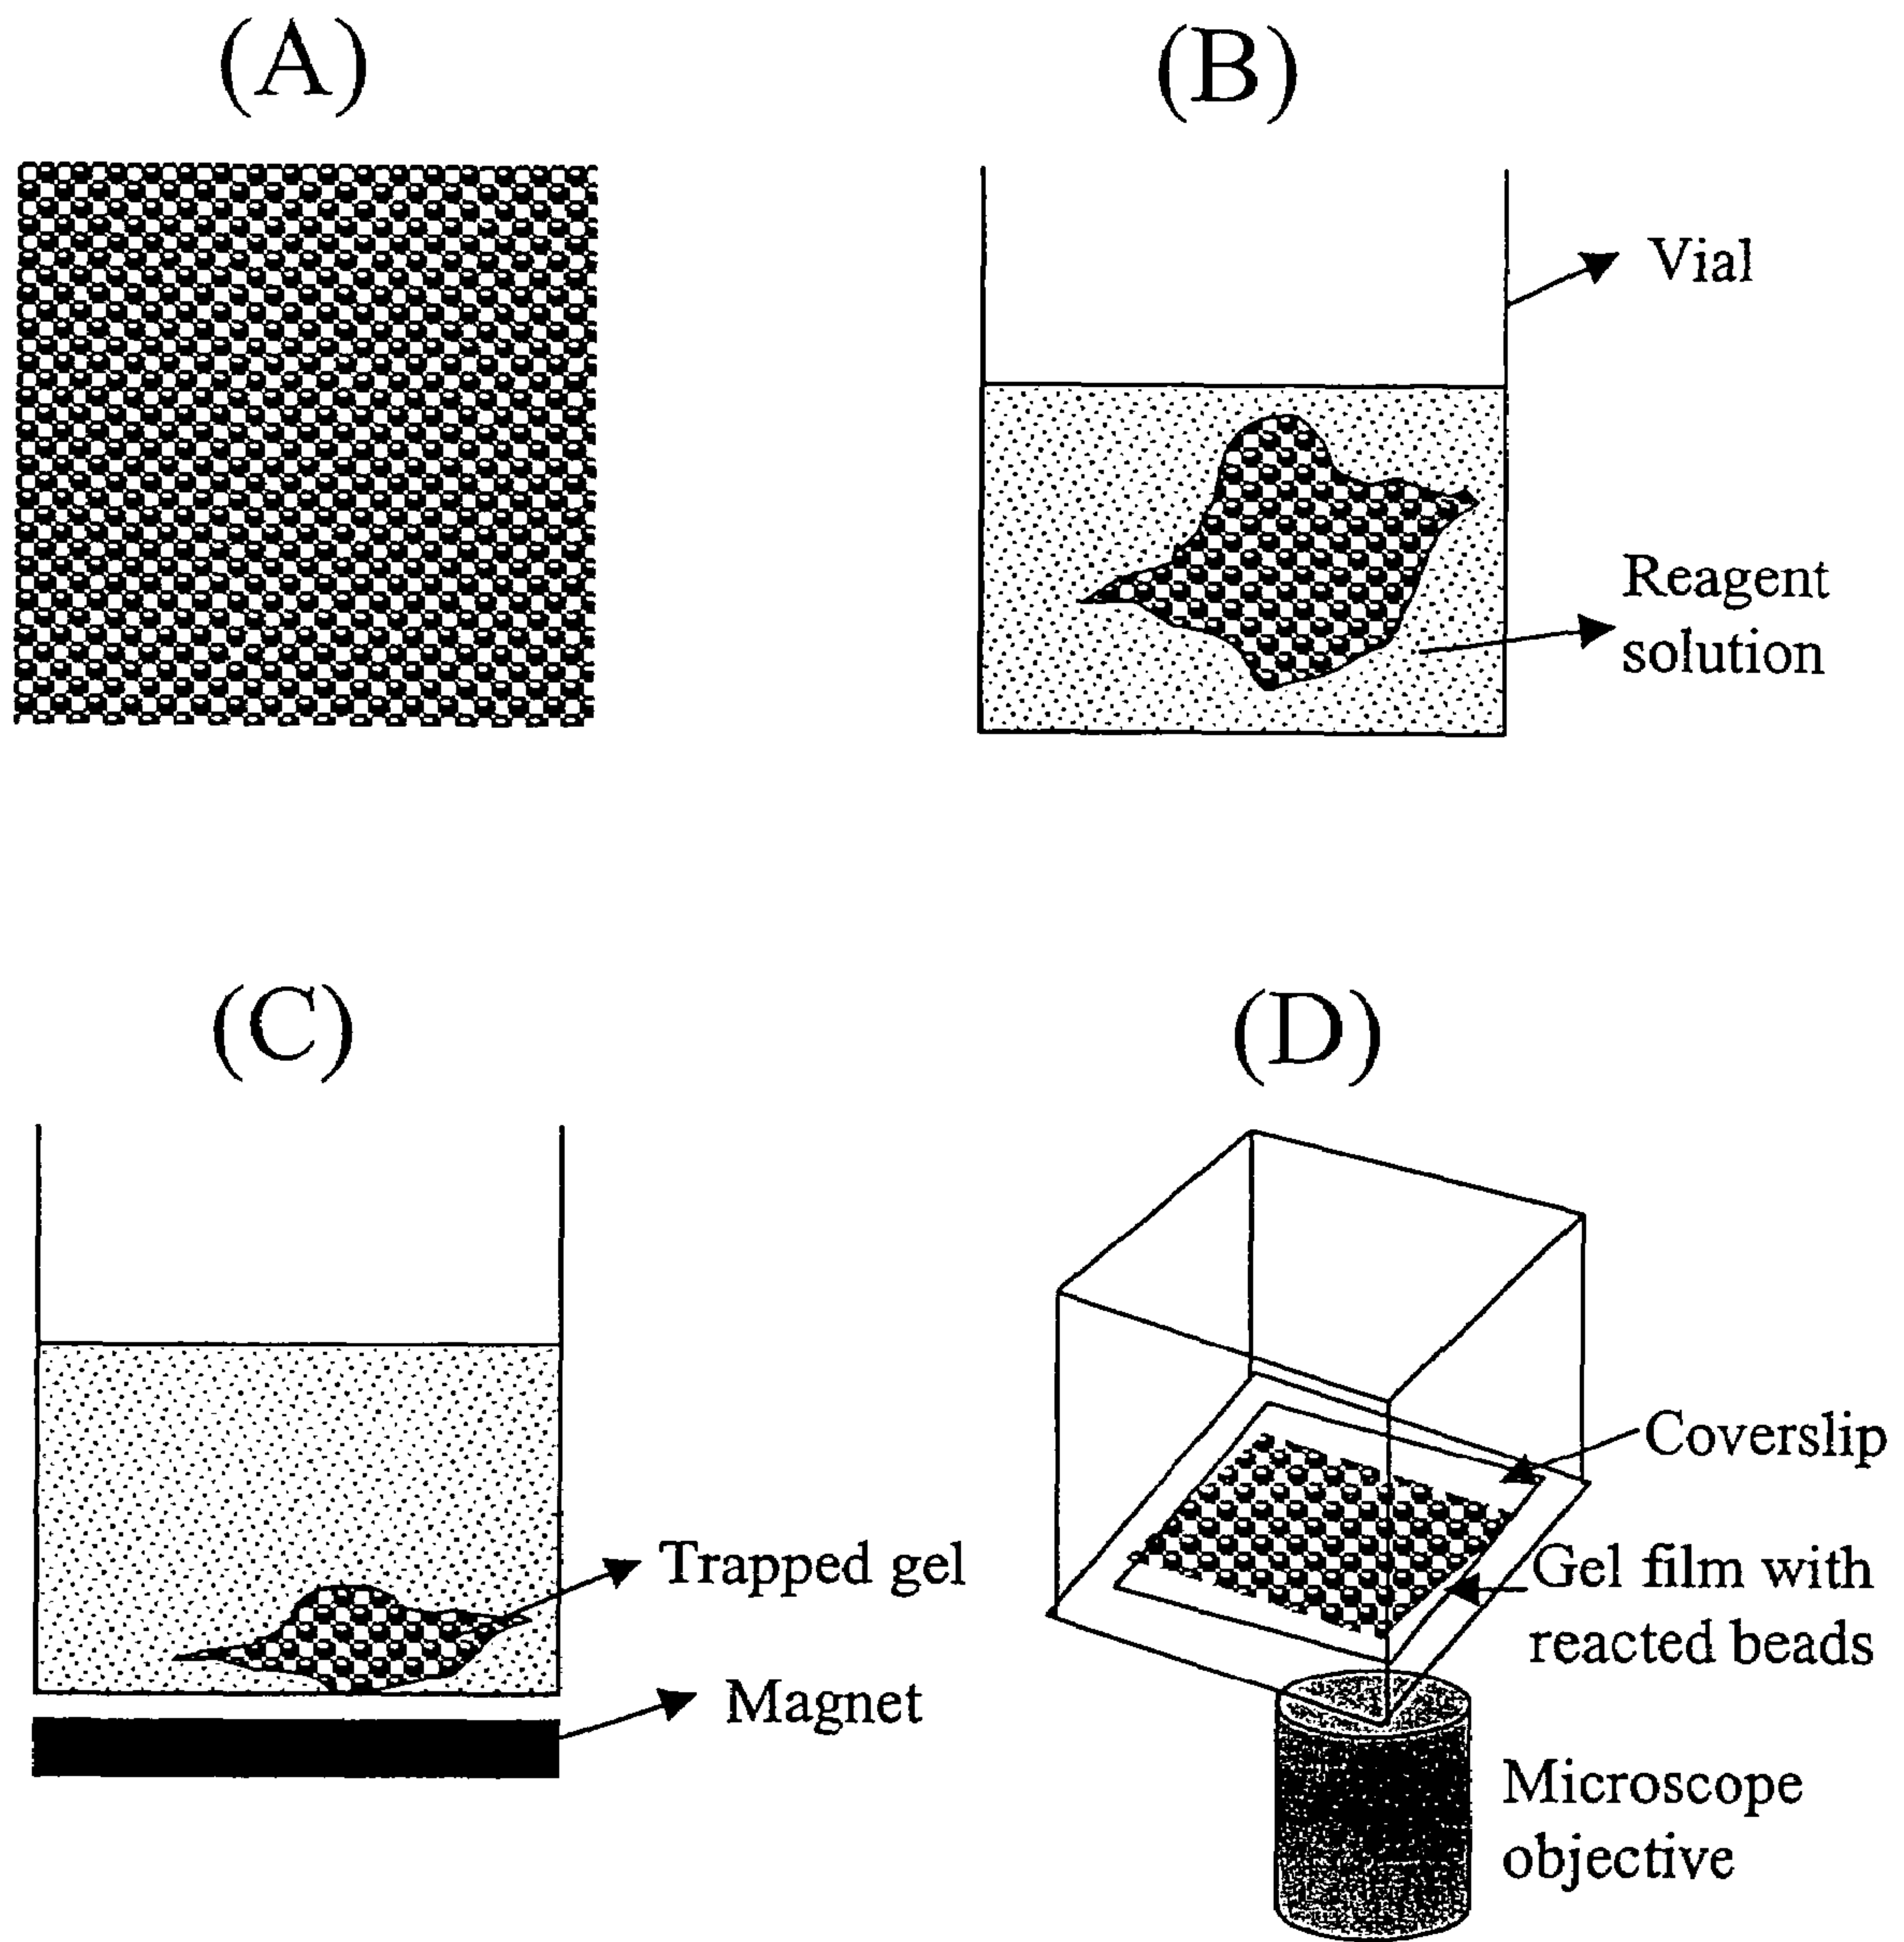 (A)
(B)
Vial
Reagent
solution
(C)
Trapped gel
Magnet
(D)
Coverslip
Gel film with
reacted beads
Microscope
objective